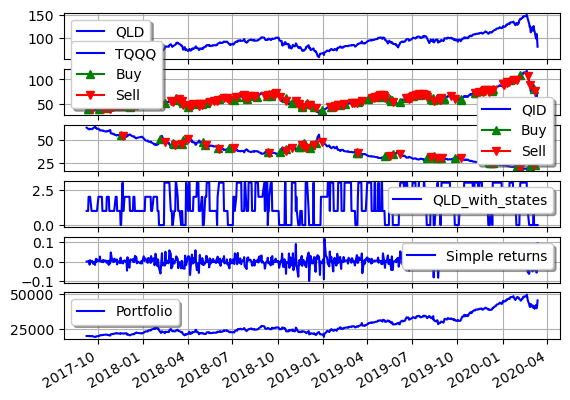 150
100
QLD
100
50
TQQQ
Buy
Sell
50
25
QID
Buy
Sell
2.5
0.0
QLD_with_states
0.1
0.0
−0.1
Simple returns
50000
25000
Portfolio
2017-10
2018-01
2018-04
2018-07
2018-10
2019-01
2019-04
2019-07
2019-10
2020-01
2020-04